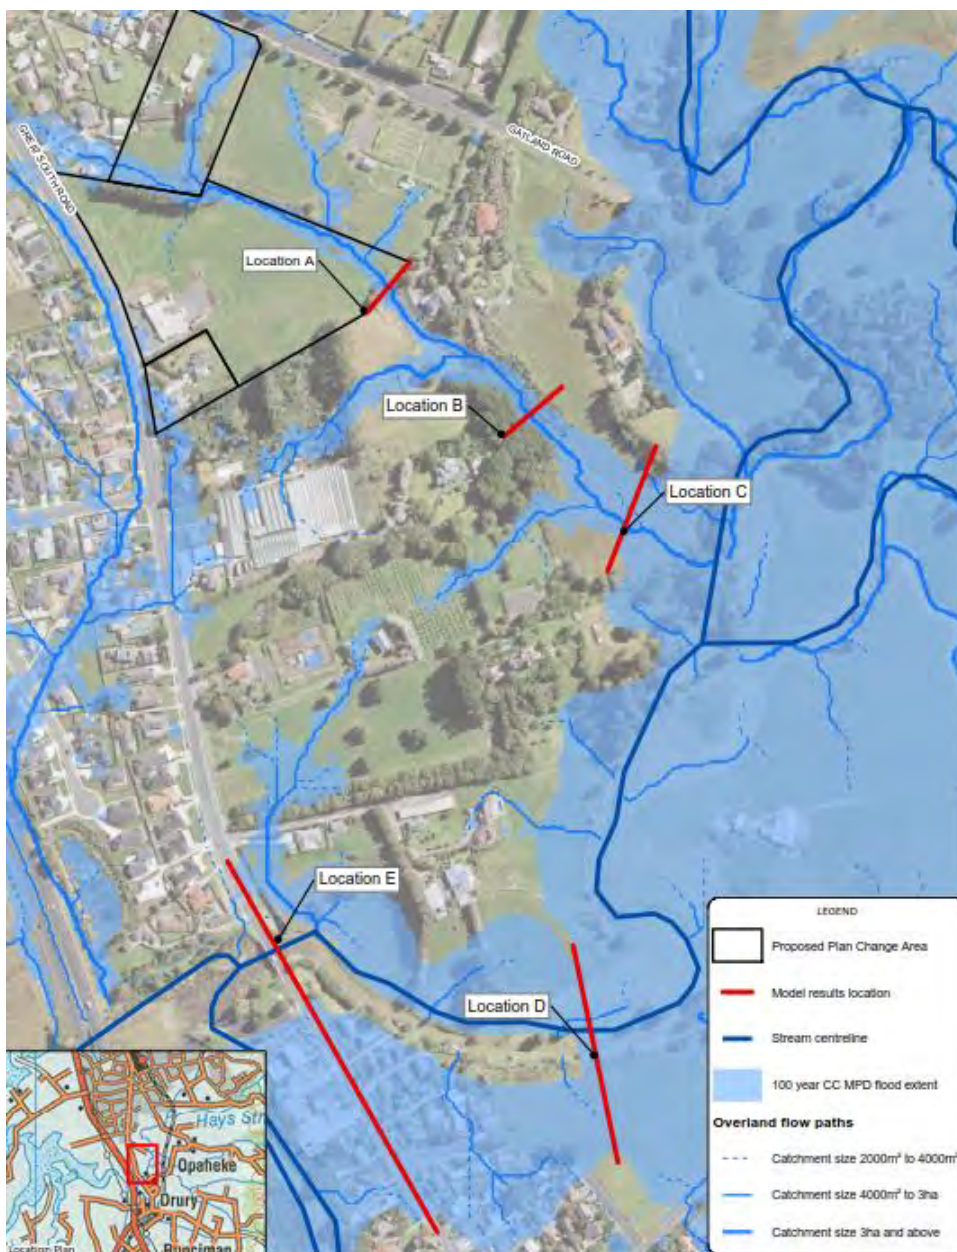 GREAT SOUTH ROAD
GATLAND ROAD
Location A
Location B
Location C
Location E
Location D
LEGEND
Proposed Plan Change Area
Model results location
Stream centreline
100 year CC MPD flood extent
Overland flow paths
Catchment size 2000m² to 4000m²
Catchment size 4000m² to 3ha
Catchment size 3ha and above
Hays Str
Opaheke
Drury
Runciman
Location Plan